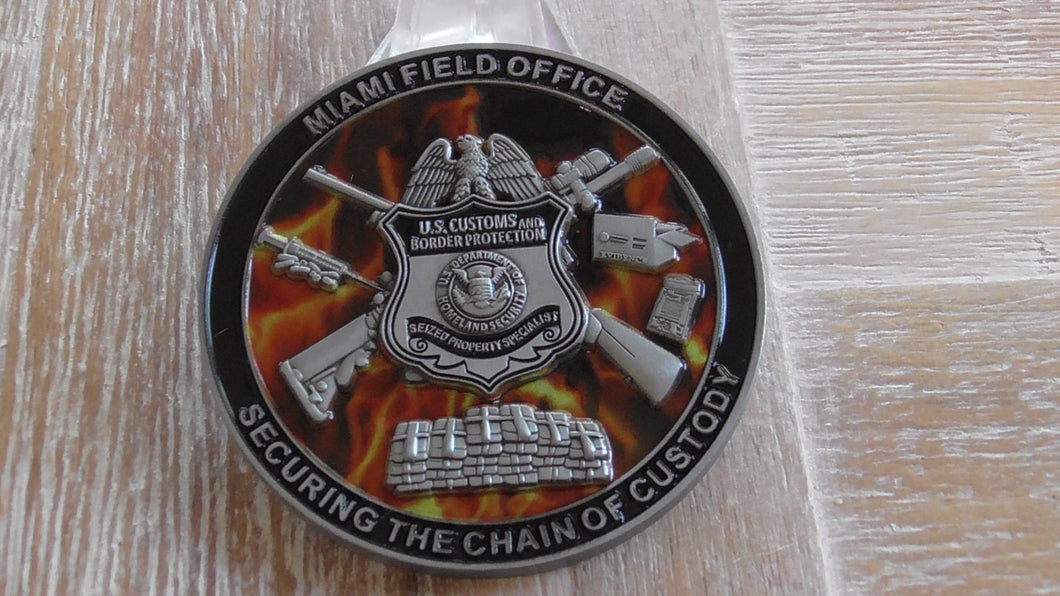 MIAMI FIELD OFFICE
U.S. CUSTOMS AND
BORDER PROTECTION
U.S. DEPARTMENT OF
HOMELAND SECURITY
SEIZED PROPERTY SPECIALIST
EVIDENCE
SECURING THE CHAIN OF CUSTODY